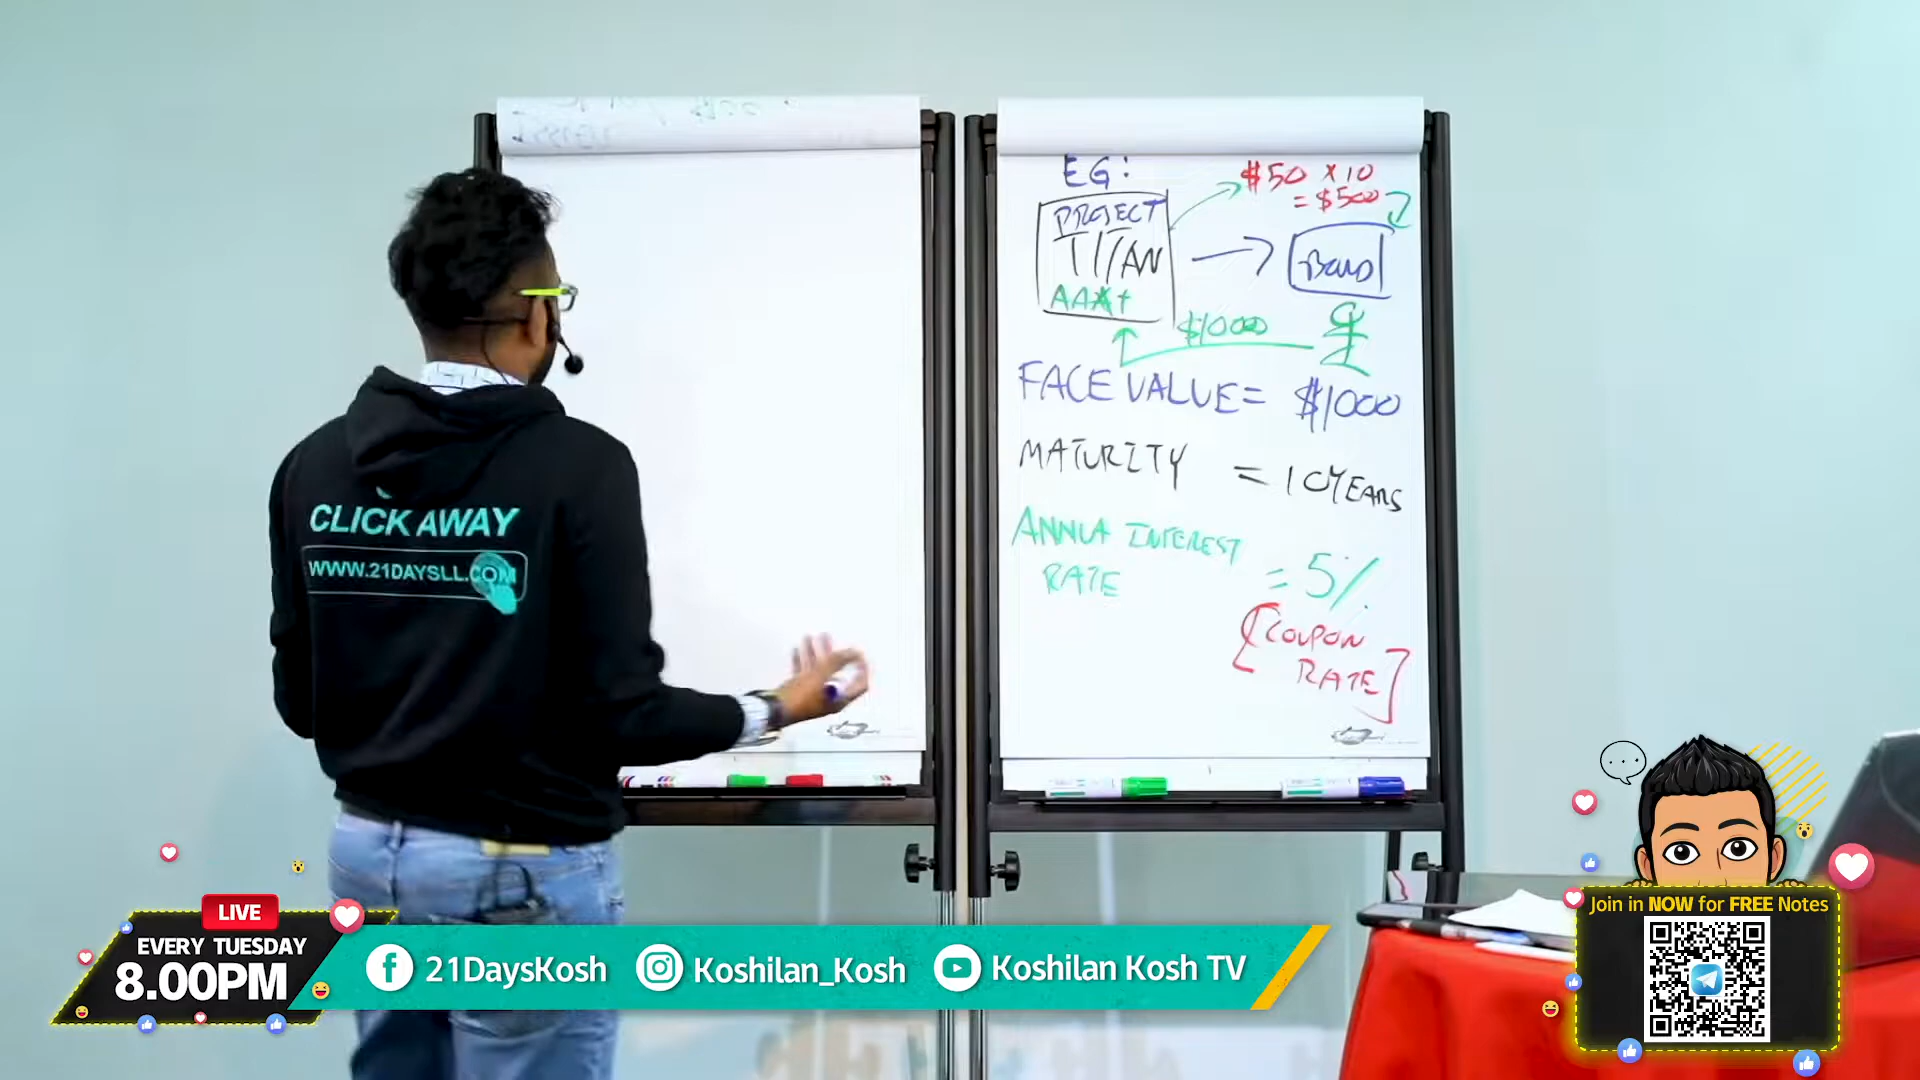 EG:
$50 × 10
= $500
PROJECT
TITAN
AAA+
BOND
$1000
FACE VALUE = $1000
MATURITY = 10 YEARS
ANNUA INTEREST
RATE
= 5%
[COUPON
RATE]
CLICK AWAY
WWW.21DAYSLL.COM
LIVE
EVERY TUESDAY
8.00PM
21DaysKosh
Koshilan_Kosh
Koshilan Kosh TV
Join in NOW for FREE Notes